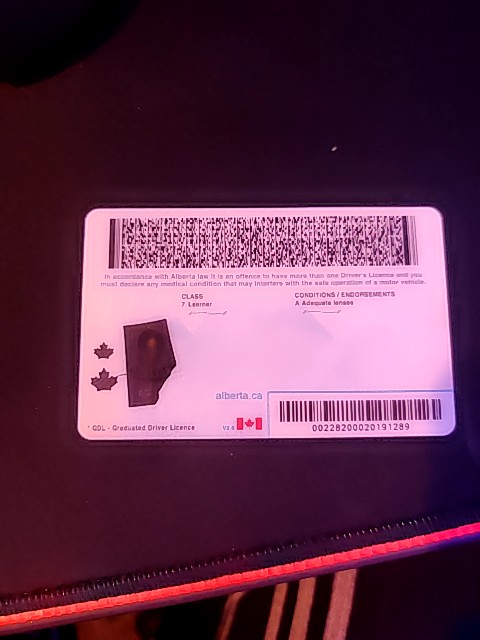 In accordance with Alberta law it is an offence to have more than one Driver's Licence and you
must declare any medical condition that may interfere with the safe operation of a motor vehicle.
CLASS
7 Learner
CONDITIONS / ENDORSEMENTS
A Adequate lenses
alberta.ca
* GDL - Graduated Driver Licence
00228200020191289